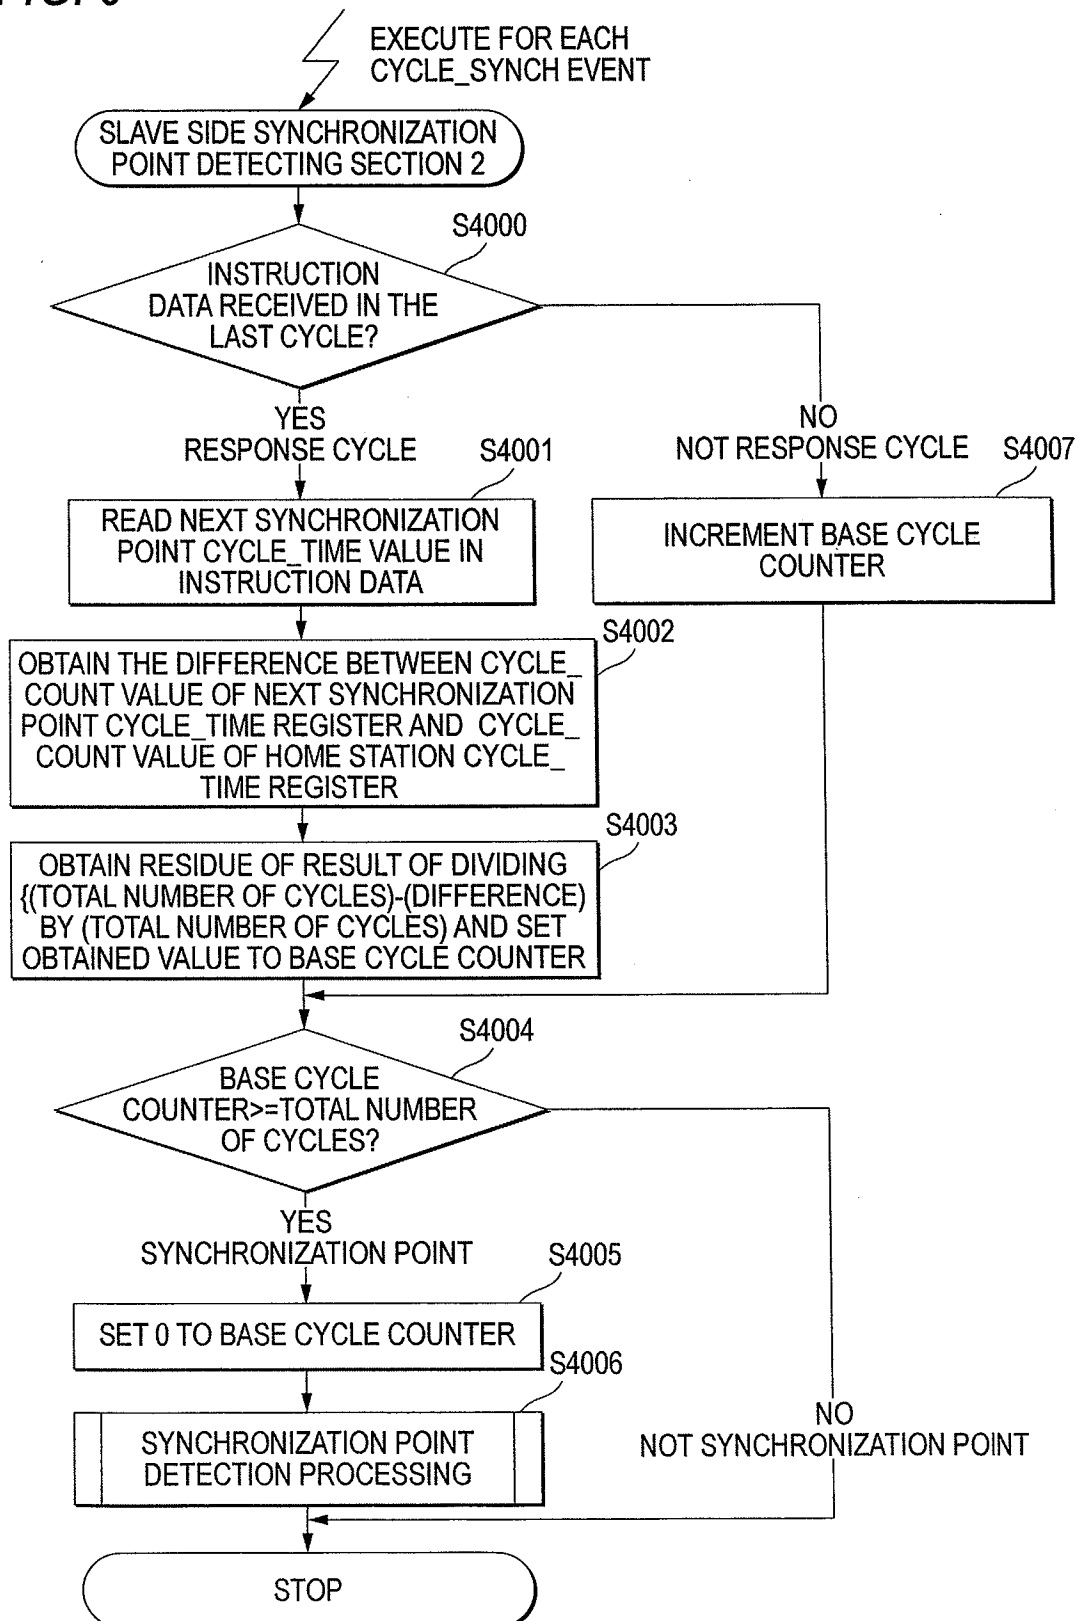 EXECUTE FOR EACH
CYCLE_SYNCH EVENT
SLAVE SIDE SYNCHRONIZATION
POINT DETECTING SECTION 2
S4000
INSTRUCTION
DATA RECEIVED IN THE
LAST CYCLE?
YES
RESPONSE CYCLE
NO
NOT RESPONSE CYCLE
S4001
READ NEXT SYNCHRONIZATION
POINT CYCLE_TIME VALUE IN
INSTRUCTION DATA
S4007
INCREMENT BASE CYCLE
COUNTER
S4002
OBTAIN THE DIFFERENCE BETWEEN CYCLE_
COUNT VALUE OF NEXT SYNCHRONIZATION
POINT CYCLE_TIME REGISTER AND CYCLE_
COUNT VALUE OF HOME STATION CYCLE_
TIME REGISTER
S4003
OBTAIN RESIDUE OF RESULT OF DIVIDING
{(TOTAL NUMBER OF CYCLES)-(DIFFERENCE)
BY (TOTAL NUMBER OF CYCLES) AND SET
OBTAINED VALUE TO BASE CYCLE COUNTER
S4004
BASE CYCLE
COUNTER>=TOTAL NUMBER
OF CYCLES?
YES
SYNCHRONIZATION POINT
S4005
SET 0 TO BASE CYCLE COUNTER
S4006
SYNCHRONIZATION POINT
DETECTION PROCESSING
NO
NOT SYNCHRONIZATION POINT
STOP